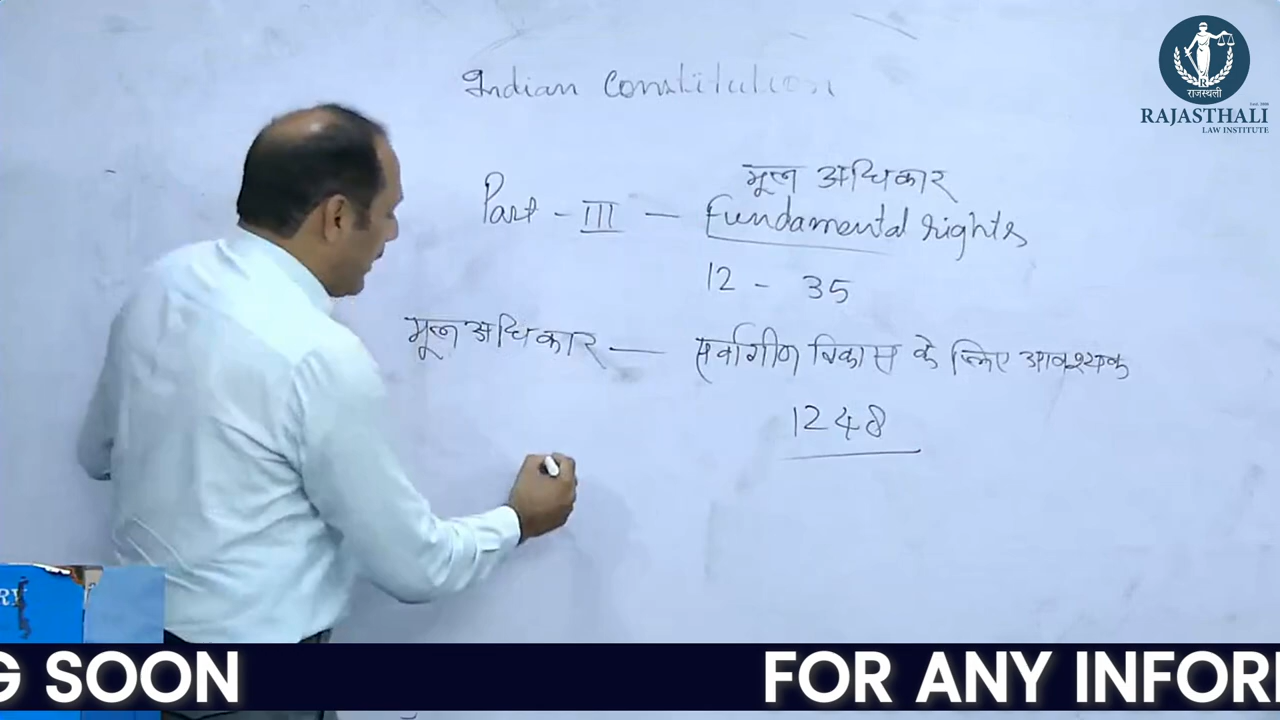 Indian Constitution
मूल अधिकार
Part - III - Fundamental rights
12 - 35
मूल अधिकार — सर्वांगीण विकास के लिए आवश्यक
1248
राजस्थली
RAJASTHALI
LAW INSTITUTE
G SOON FOR ANY INFOR